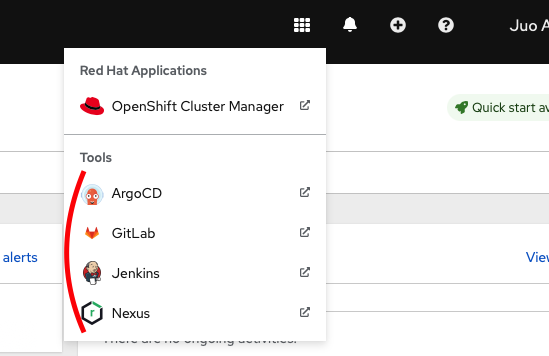 Juo A
Red Hat Applications
OpenShift Cluster Manager
Quick start av
Tools
ArgoCD
GitLab
alerts
View
Jenkins
Nexus
There are no ongoing activities.